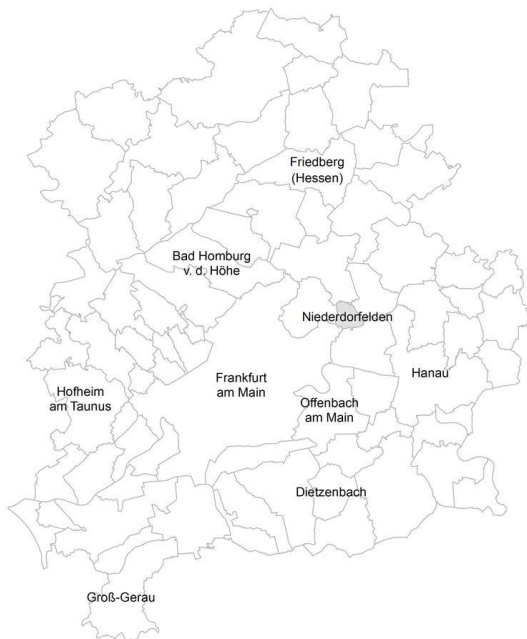 Friedberg
(Hessen)
Bad Homburg
v. d. Höhe
Niederdorfelden
Hofheim
am Taunus
Frankfurt
am Main
Offenbach
am Main
Hanau
Dietzenbach
Groß-Gerau